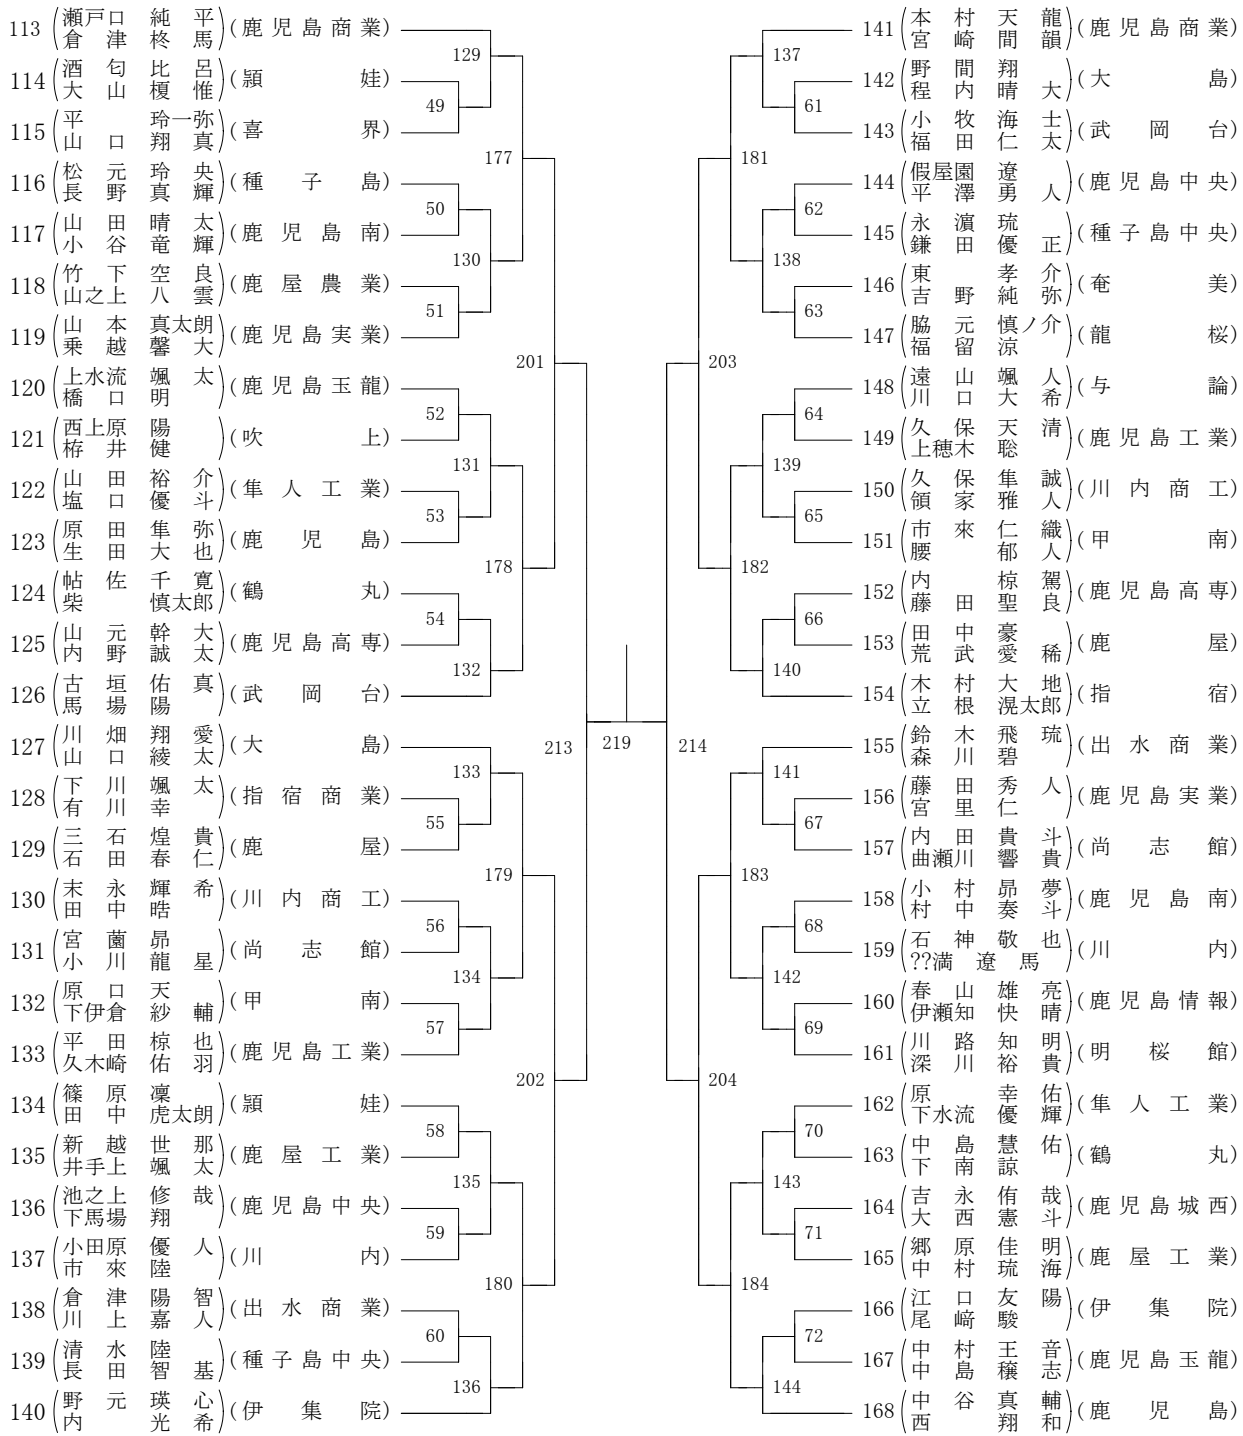 113 瀬戸口 純平 倉津柊馬 (鹿児島商業)
114 酒匂比呂 大山榎惟 (頴娃)
115 平 玲一弥 山口翔真 (喜界)
116 松元玲央 長野真輝 (種子島)
117 山田晴太 小谷竜輝 (鹿児島南)
118 竹下空良 山之上八雲 (鹿屋農業)
119 山本真太朗 乗越馨大 (鹿児島実業)
120 上水流颯太 橋口明 (鹿児島玉龍)
121 西上原陽 栫井健 (吹上)
122 山田裕介 塩口優斗 (隼人工業)
123 原田隼弥 生田大也 (鹿児島)
124 帖佐千寛 柴慎太郎 (鶴丸)
125 山元幹大 内野誠太 (鹿児島高専)
126 古垣佑真 馬場陽 (武岡台)
127 川畑翔愛 山口綾太 (大島)
128 下川颯太 有川幸 (指宿商業)
129 三石煌貴 石田春仁 (鹿屋)
130 末永輝希 田中晧 (川内商工)
131 宮薗昴 小川龍星 (尚志館)
132 原口天 下伊倉紗輔 (甲南)
133 平田椋也 久木崎佑羽 (鹿児島工業)
134 篠原凜 田中虎太朗 (頴娃)
135 新越世那 井手上颯太 (鹿屋工業)
136 池之上修哉 下馬場翔 (鹿児島中央)
137 小田原優人 市來陸 (川内)
138 倉津陽智 川上嘉人 (出水商業)
139 清水陸 長田智基 (種子島中央)
140 野元瑛心 内光希 (伊集院)
129
49
177
50
130
51
201
52
131
53
178
54
132
213
219
214
133
55
179
56
134
57
202
58
135
59
180
60
136
137
61
181
62
138
63
203
64
139
65
182
66
140
141
67
183
68
142
69
204
70
143
71
184
72
144
141 本村天龍 宮崎間韻 (鹿児島商業)
142 野間翔 程内晴大 (大島)
143 小牧海士 福田仁太 (武岡台)
144 假屋園遼 平澤勇人 (鹿児島中央)
145 永濵琉 鎌田優正 (種子島中央)
146 東孝介 吉野純弥 (奄美)
147 脇元慎ノ介 福留涼 (龍桜)
148 遠山颯人 川口大希 (与論)
149 久保天清 上穂木聡 (鹿児島工業)
150 久保隼誠 領家雅人 (川内商工)
151 市來仁織 腰郁人 (甲南)
152 内椋駕 藤田聖良 (鹿児島高専)
153 田中豪 荒武愛稀 (鹿屋)
154 木村大地 立根滉太郎 (指宿)
155 鈴木飛琉 森川碧 (出水商業)
156 藤田秀人 宮里仁 (鹿児島実業)
157 内田貴斗 曲瀬川響貴 (尚志館)
158 小村昴夢 村中奏斗 (鹿児島南)
159 石神敬也 ??満遼馬 (川内)
160 春山雄亮 伊瀬知快晴 (鹿児島情報)
161 川路知明 深川裕貴 (明桜館)
162 原幸佑 下水流優輝 (隼人工業)
163 中島慧佑 下南諒 (鶴丸)
164 吉永侑哉 大西憲斗 (鹿児島城西)
165 郷原佳明 中村琉海 (鹿屋工業)
166 江口友陽 尾﨑駿 (伊集院)
167 中村王音 中島穣志 (鹿児島玉龍)
168 中谷真輔 西翔和 (鹿児島)